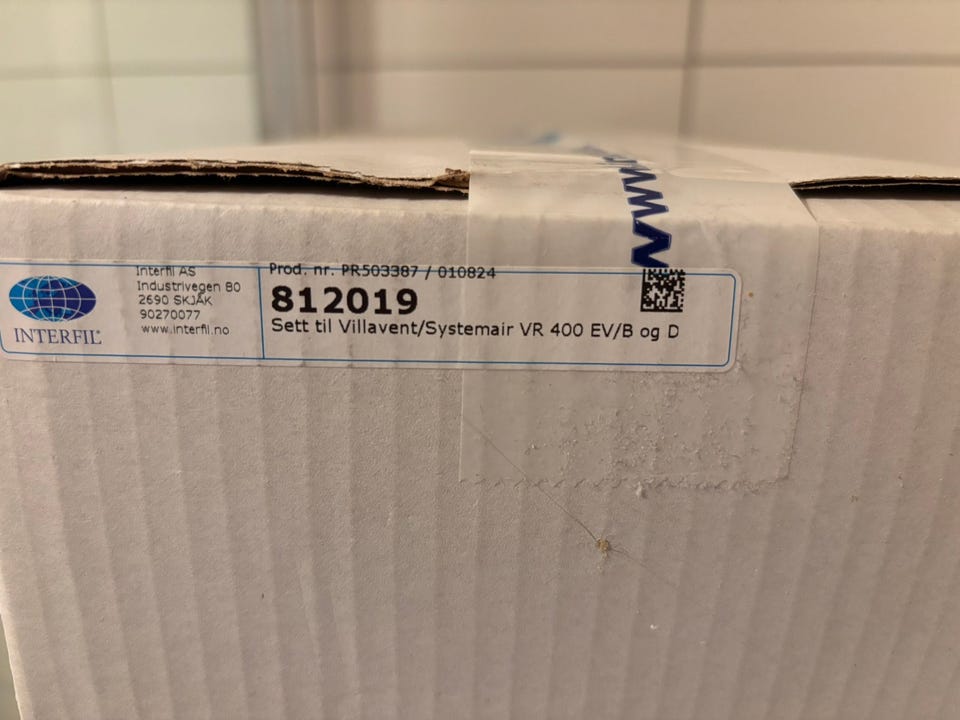 INTERFIL®
Interfil AS
Industrivegen 80
2690 SKJÅK
90270077
www.interfil.no
Prod. nr. PR503387 / 010824
812019
Sett til Villavent/Systemair VR 400 EV/B og D